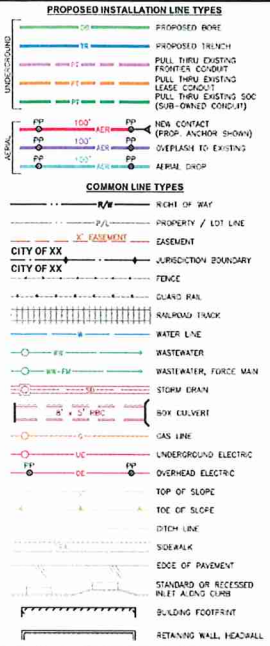 PROPOSED INSTALLATION LINE TYPES
UNDERGROUND
DB PROPOSED BORE
TR PROPOSED TRENCH
PT PULL THRU EXISTING
FRONTIER CONDUIT
PT PULL THRU EXISTING
LEASE CONDUIT
PT PULL THRU EXISTING SOC
(SUB-OWNED CONDUIT)
AERIAL
PP 100' AER PP NEW CONTACT
(PROP. ANCHOR SHOWN)
PP 100' AER PP OVERLASH TO EXISTING
PP 100' AER PP AERIAL DROP
COMMON LINE TYPES
R/W RIGHT OF WAY
P/L PROPERTY / LOT LINE
X' EASEMENT EASEMENT
CITY OF XX
JURISDICTION BOUNDARY
CITY OF XX
FENCE
GUARD RAIL
RAILROAD TRACK
W WATER LINE
WW WASTEWATER
WW-FM WASTEWATER, FORCE MAIN
SD STORM DRAIN
8' x 5' RBC BOX CULVERT
G GAS LINE
UE UNDERGROUND ELECTRIC
PP OE PP OVERHEAD ELECTRIC
TOP OF SLOPE
TOE OF SLOPE
DITCH LINE
SIDEWALK
EDGE OF PAVEMENT
STANDARD OR RECESSED
INLET ALONG CURB
BUILDING FOOTPRINT
RETAINING WALL, HEADWALL